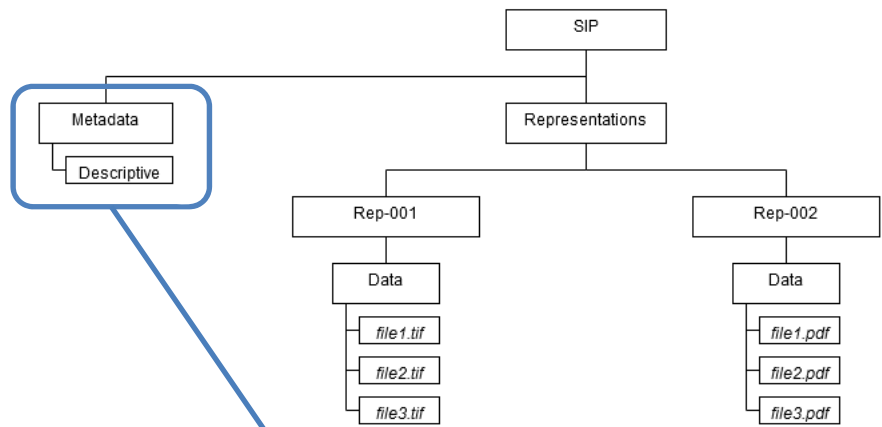 SIP
Metadata
Descriptive
Representations
Rep-001
Data
file1.tif
file2.tif
file3.tif
Rep-002
Data
file1.pdf
file2.pdf
file3.pdf